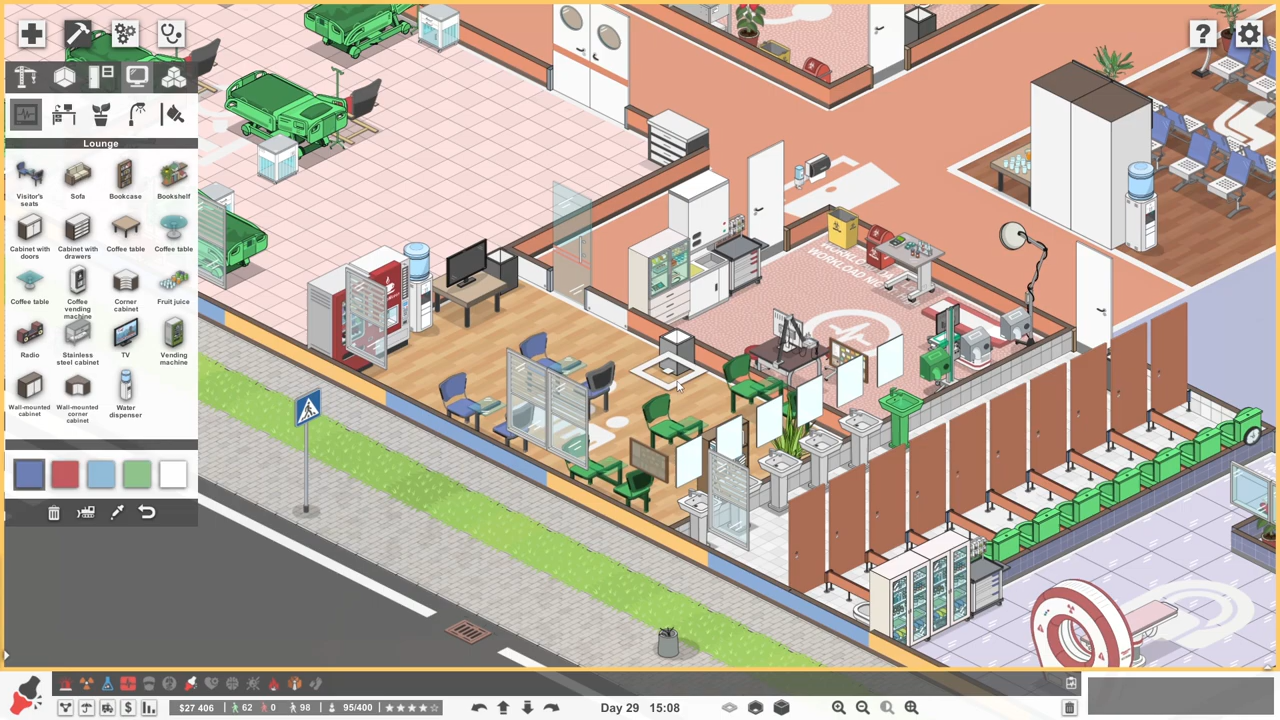 ?
Lounge
Visitor's seats
Sofa
Bookcase
Bookshelf
Cabinet with doors
Cabinet with drawers
Coffee table
Coffee table
Coffee table
Coffee vending machine
Corner cabinet
Fruit juice
Radio
Stainless steel cabinet
TV
Vending machine
Wall-mounted cabinet
Wall-mounted corner cabinet
Water dispenser
WORKLOAD NIG
$27 406
62
0
98
95/400
Day 29 15:08